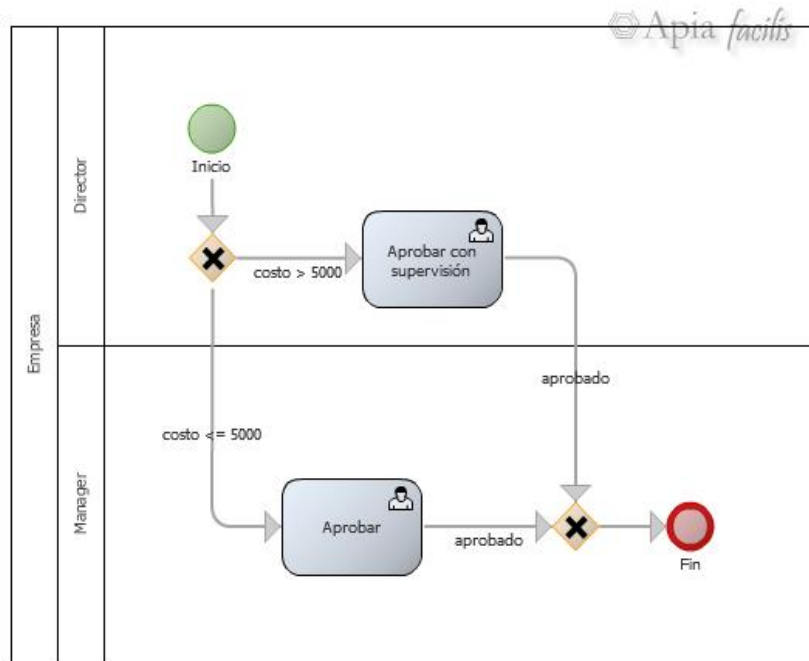 Apia facilis
Empresa
Director
Inicio
costo > 5000
Aprobar con
supervisión
aprobado
Manager
costo <= 5000
Aprobar
aprobado
Fin